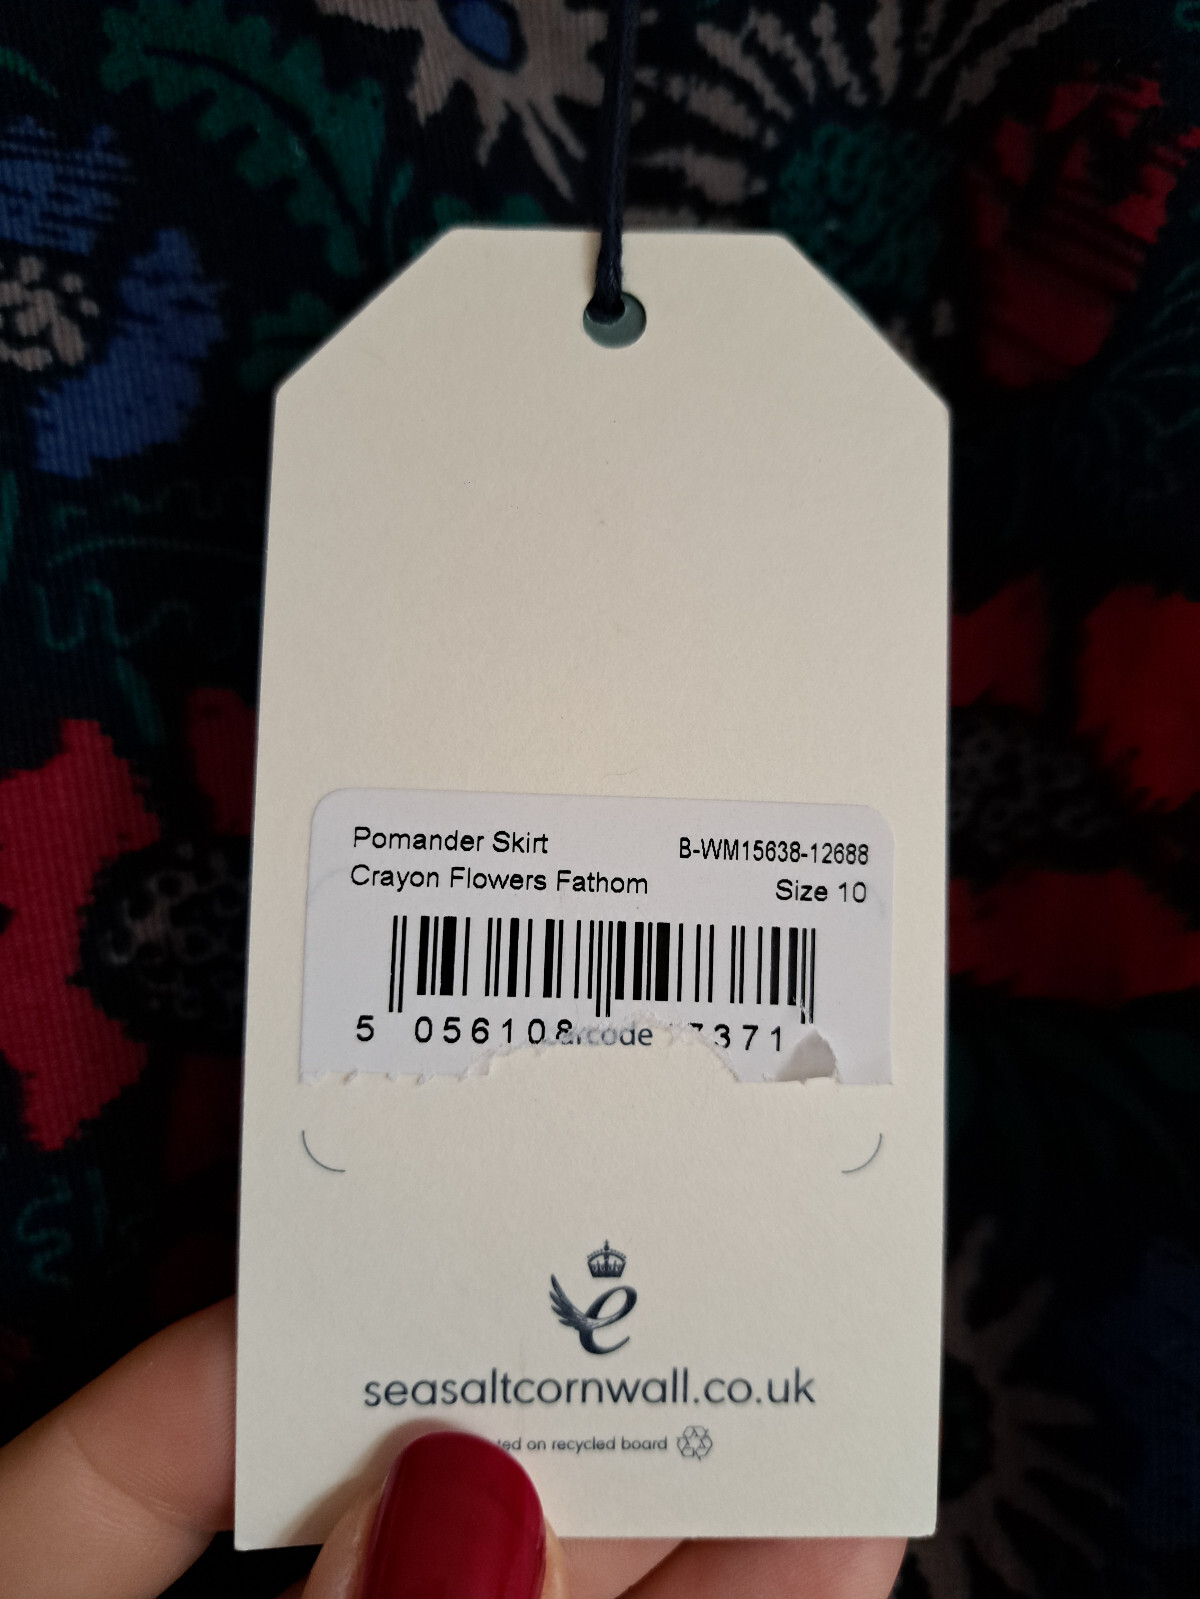 Pomander Skirt B-WM15638-12688
Crayon Flowers Fathom Size 10
5 056108 371
seasaltcornwall.co.uk
on recycled board